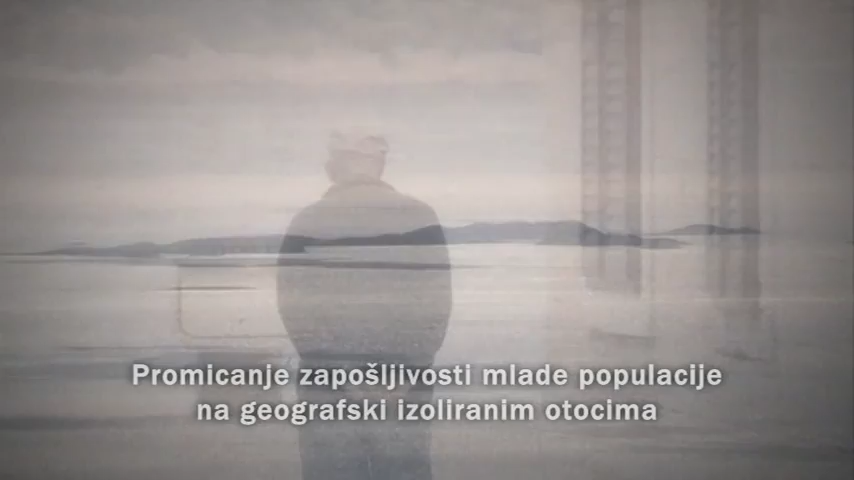 Promicanje zapošljivosti mlade populacije
na geografski izoliranim otocima